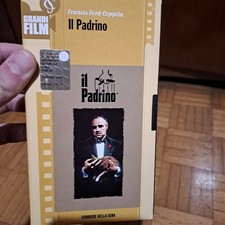 GRANDI
FILM
Francis Ford Coppola
Il Padrino
il
Padrino
CORRIERE DELLA SERA